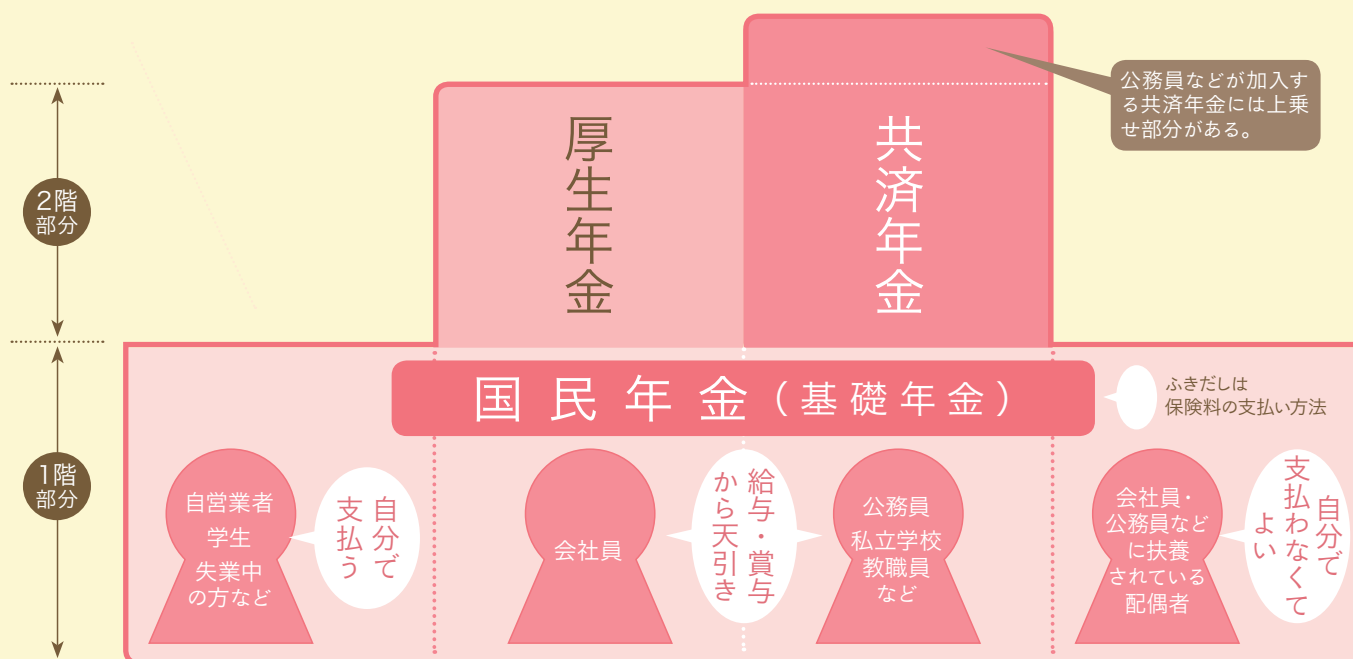 公務員などが加入す
る共済年金には上乗
せ部分がある。
2階
部分
厚生年金
共済年金
国民年金(基礎年金)
ふきだしは
保険料の支払い方法
1階
部分
自営業者
学生
失業中
の方など
自分で
支払う
会社員
給与・賞与
から天引き
公務員
私立学校
教職員
など
会社員・
公務員など
に扶養
されている
配偶者
自分で
支払わなくて
よい